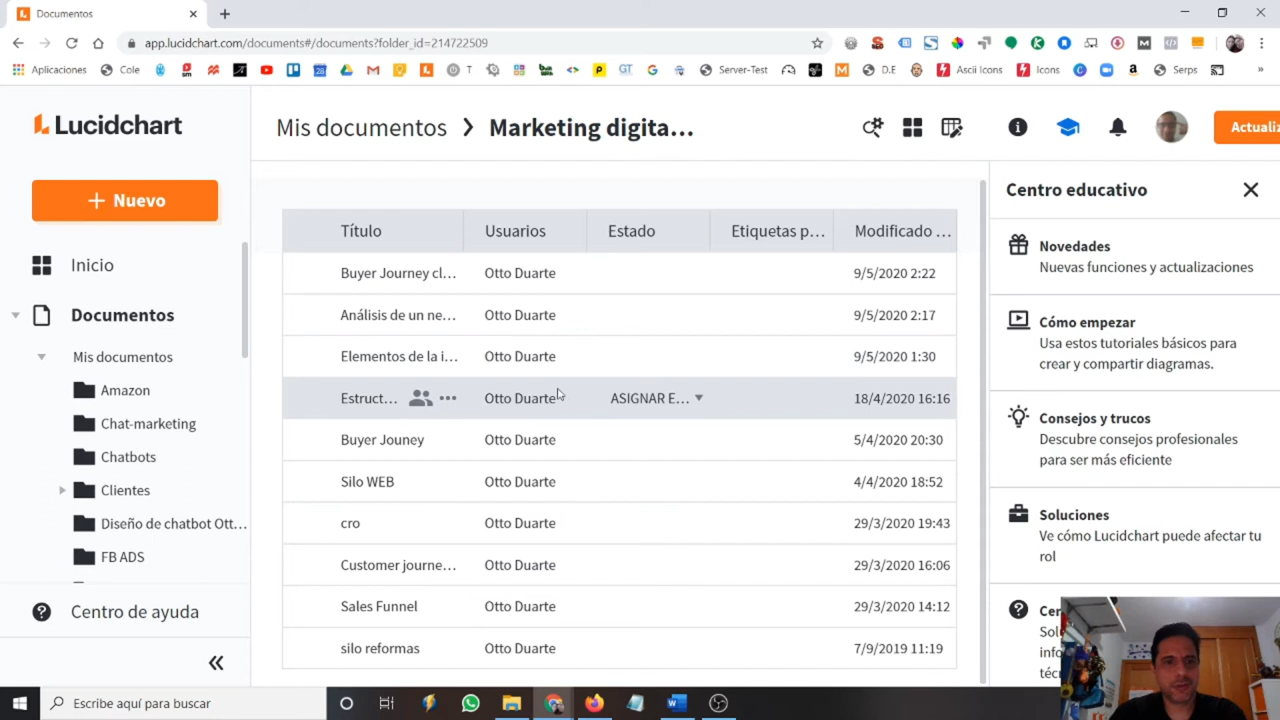 Documentos
app.lucidchart.com/documents#/documents?folder_id=214722509
Aplicaciones
Cole
T
Server-Test
D.E
Ascii Icons
Icons
Serps
Lucidchart
Mis documentos > Marketing digita...
Actualiz
+ Nuevo
Inicio
Documentos
Mis documentos
Amazon
Chat-marketing
Chatbots
Clientes
Diseño de chatbot Ott...
FB ADS
Centro de ayuda
Título Usuarios Estado Etiquetas p... Modificado ...
Buyer Journey cl... Otto Duarte 9/5/2020 2:22
Análisis de un ne... Otto Duarte 9/5/2020 2:17
Elementos de la i... Otto Duarte 9/5/2020 1:30
Estruct... Otto Duarte ASIGNAR E... 18/4/2020 16:16
Buyer Jouney Otto Duarte 5/4/2020 20:30
Silo WEB Otto Duarte 4/4/2020 18:52
cro Otto Duarte 29/3/2020 19:43
Customer journe... Otto Duarte 29/3/2020 16:06
Sales Funnel Otto Duarte 29/3/2020 14:12
silo reformas Otto Duarte 7/9/2019 11:19
Centro educativo
Novedades
Nuevas funciones y actualizaciones
Cómo empezar
Usa estos tutoriales básicos para
crear y compartir diagramas.
Consejos y trucos
Descubre consejos profesionales
para ser más eficiente
Soluciones
Ve cómo Lucidchart puede afectar tu
rol
Cer
Solu
info
técn
Escribe aquí para buscar